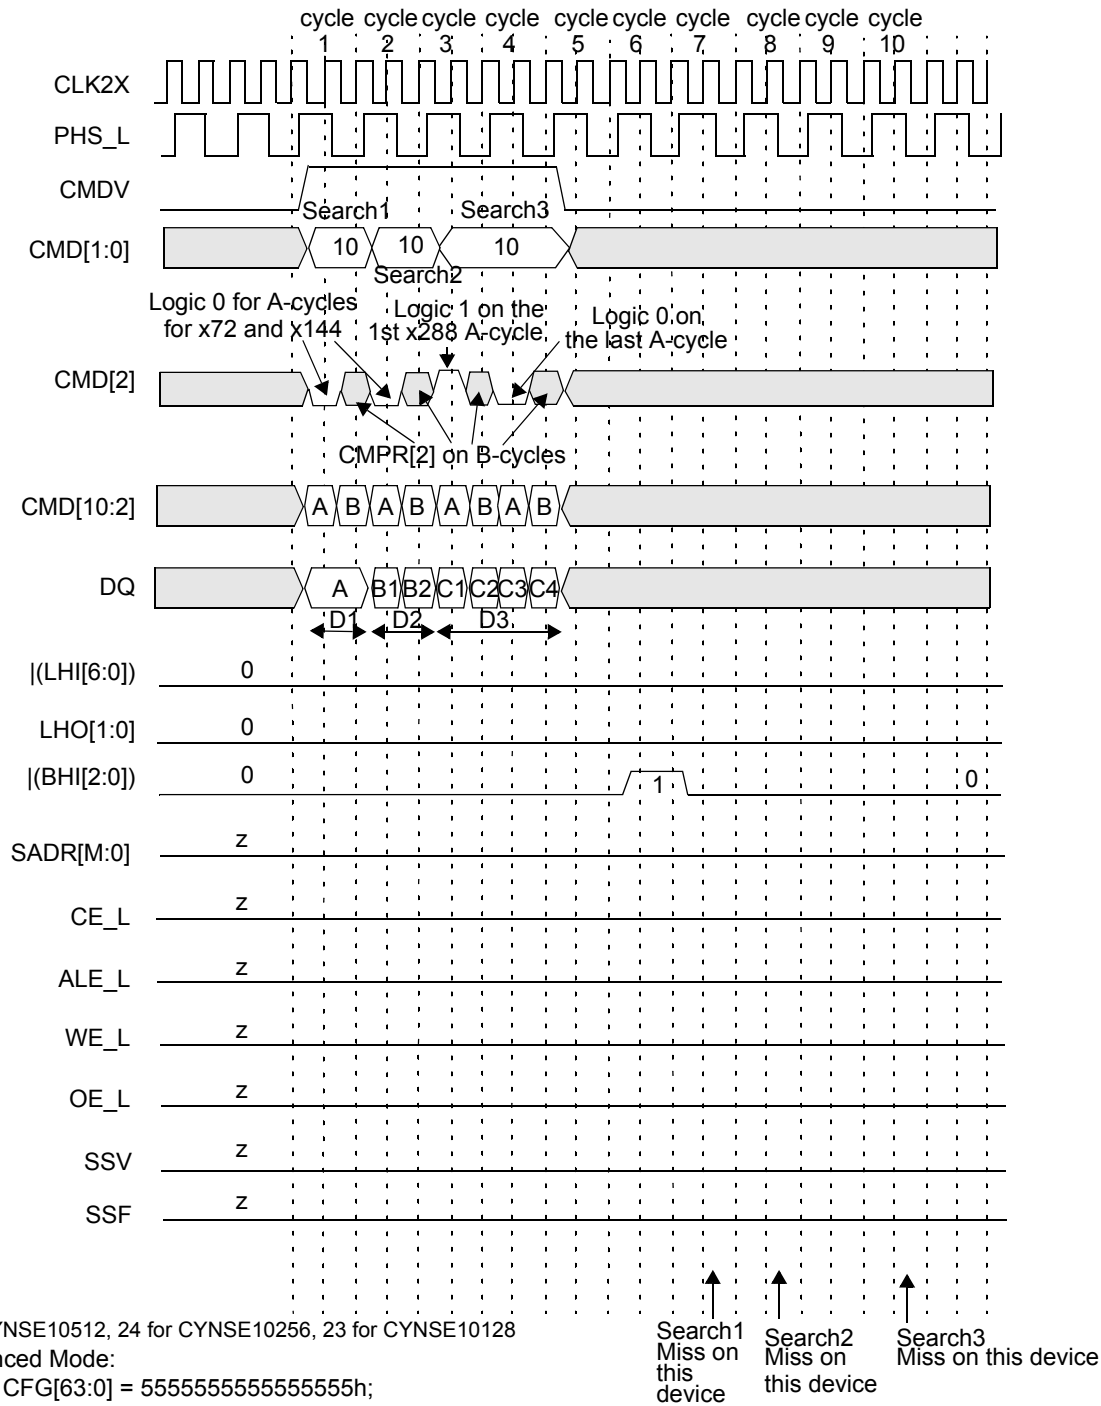 cycle cycle cycle cycle cycle cycle cycle cycle cycle cycle
1 2 3 4 5 6 7 8 9 10
CLK2X
PHS_L
CMDV
Search1 Search3
CMD[1:0] 10 10 10
Search2
Logic 0 for A-cycles
for x72 and x144
Logic 1 on the
1st x288 A-cycle
Logic 0 on
the last A-cycle
CMD[2]
CMPR[2] on B-cycles
CMD[10:2] A B A B A B A B
DQ A B1 B2 C1 C2 C3 C4
D1 D2 D3
|(LHI[6:0]) 0
LHO[1:0] 0
|(BHI[2:0]) 0 1 0
SADR[M:0] z
CE_L z
ALE_L z
WE_L z
OE_L z
SSV z
SSF z
Search1
Miss on
this
device
Search2
Miss on
this device
Search3
Miss on this device
YNSE10512, 24 for CYNSE10256, 23 for CYNSE10128
nced Mode:
CFG[63:0] = 5555555555555555h;